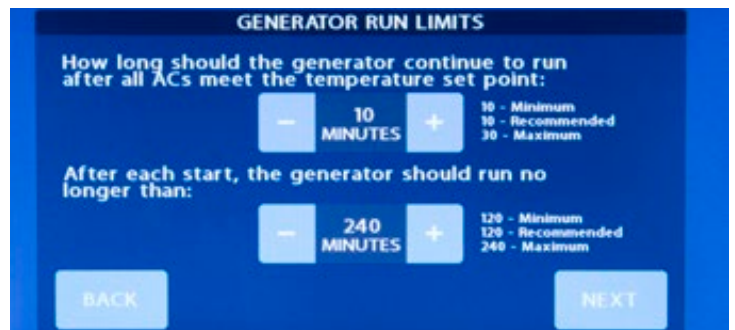 GENERATOR RUN LIMITS
How long should the generator continue to run
after all ACs meet the temperature set point:
−
10
MINUTES
+
10 - Minimum
10 - Recommended
30 - Maximum
After each start, the generator should run no
longer than:
−
240
MINUTES
+
120 - Minimum
120 - Recommended
240 - Maximum
BACK
NEXT